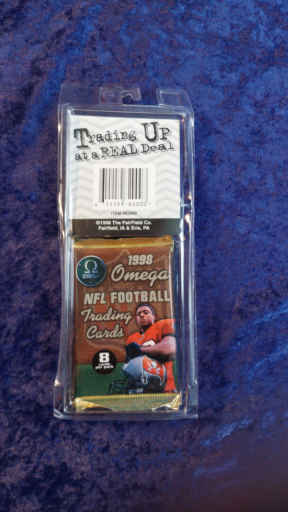 Trading UP
at a REAL Deal
©1998 The Fairfield Co.
Fairfield, IA & Erie, PA
1998
Omega
NFL FOOTBALL
Trading
Cards
8